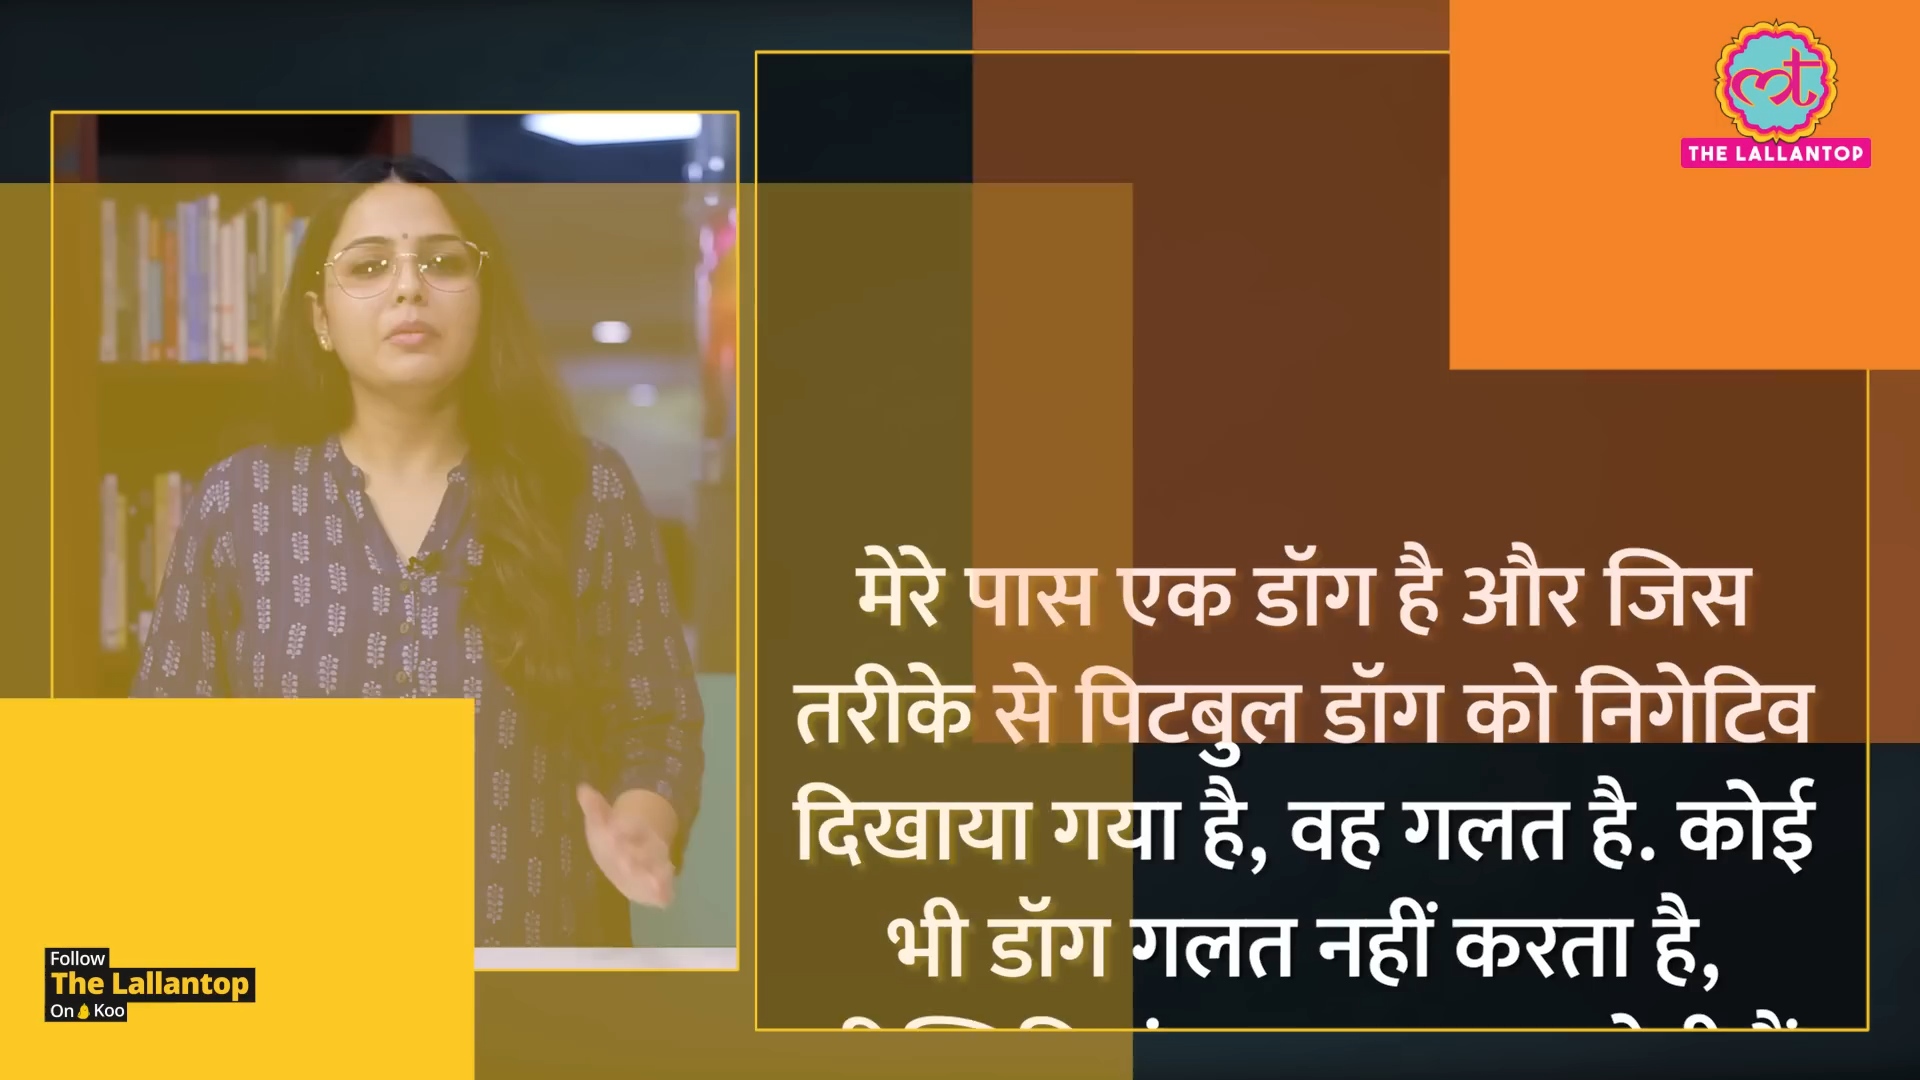 THE LALLANTOP
मेरे पास एक डॉग है और जिस
तरीके से पिटबुल डॉग को निगेटिव
दिखाया गया है, वह गलत है. कोई
भी डॉग गलत नहीं करता है,
Follow
The Lallantop
On Koo